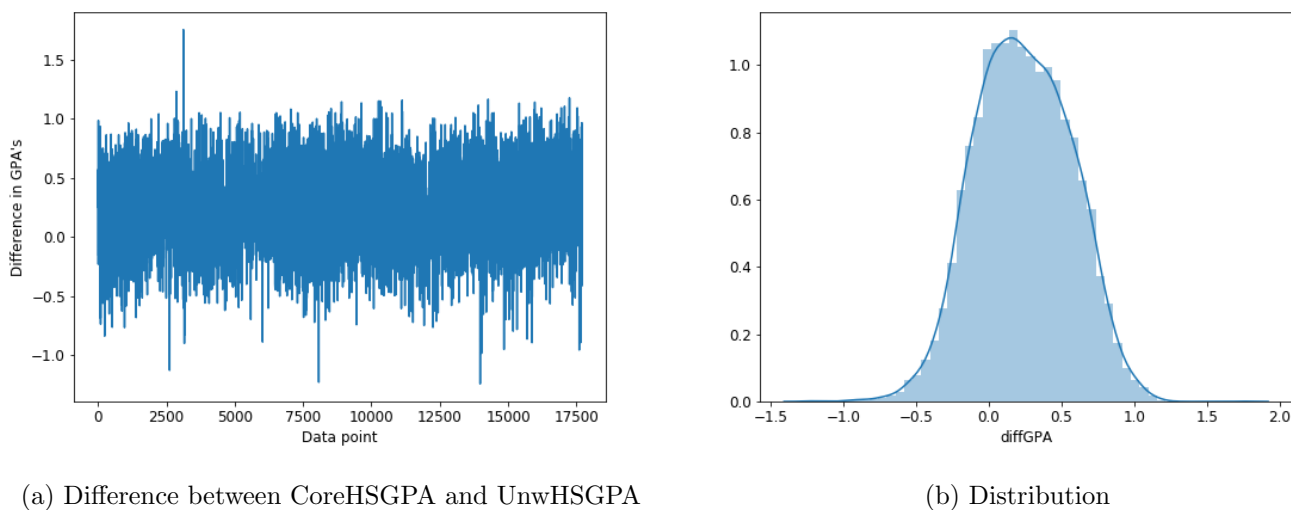 1.5
1.0
0.5
0.0
−0.5
−1.0
Difference in GPA's
0 2500 5000 7500 10000 12500 15000 17500
Data point
1.0
0.8
0.6
0.4
0.2
0.0
−1.5 −1.0 −0.5 0.0 0.5 1.0 1.5 2.0
diffGPA
(a) Difference between CoreHSGPA and UnwHSGPA
(b) Distribution